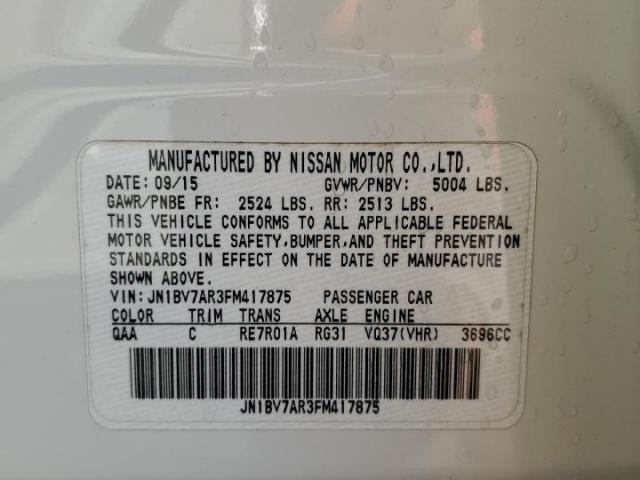 MANUFACTURED BY NISSAN MOTOR CO.,LTD.
DATE: 09/15 GVWR/PNBV: 5004 LBS.
GAWR/PNBE FR: 2524 LBS. RR: 2513 LBS.
THIS VEHICLE CONFORMS TO ALL APPLICABLE FEDERAL
MOTOR VEHICLE SAFETY,BUMPER,AND THEFT PREVENTION
STANDARDS IN EFFECT ON THE DATE OF MANUFACTURE
SHOWN ABOVE.
VIN:JN1BV7AR3FM417875 PASSENGER CAR
COLOR TRIM TRANS AXLE ENGINE
QAA C RE7R01A RG31 VQ37(VHR) 3696CC
JN1BV7AR3FM417875